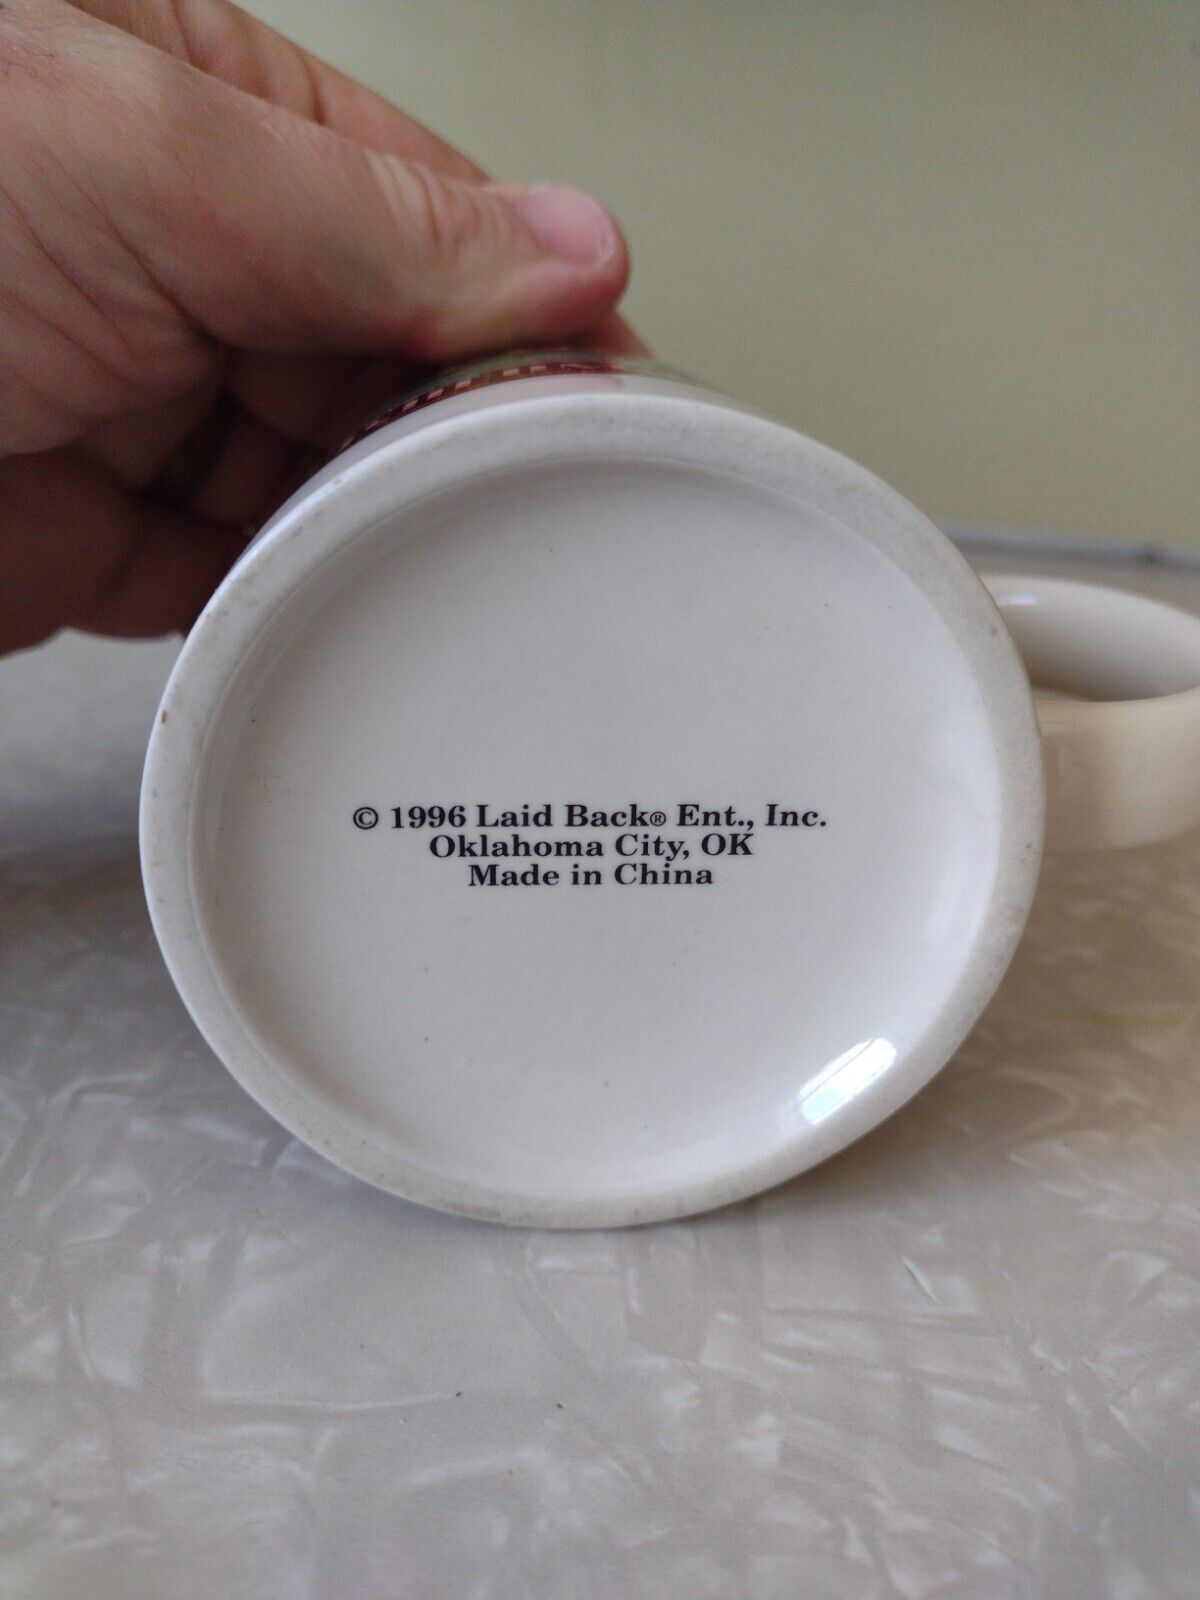 © 1996 Laid Back® Ent., Inc.
Oklahoma City, OK
Made in China